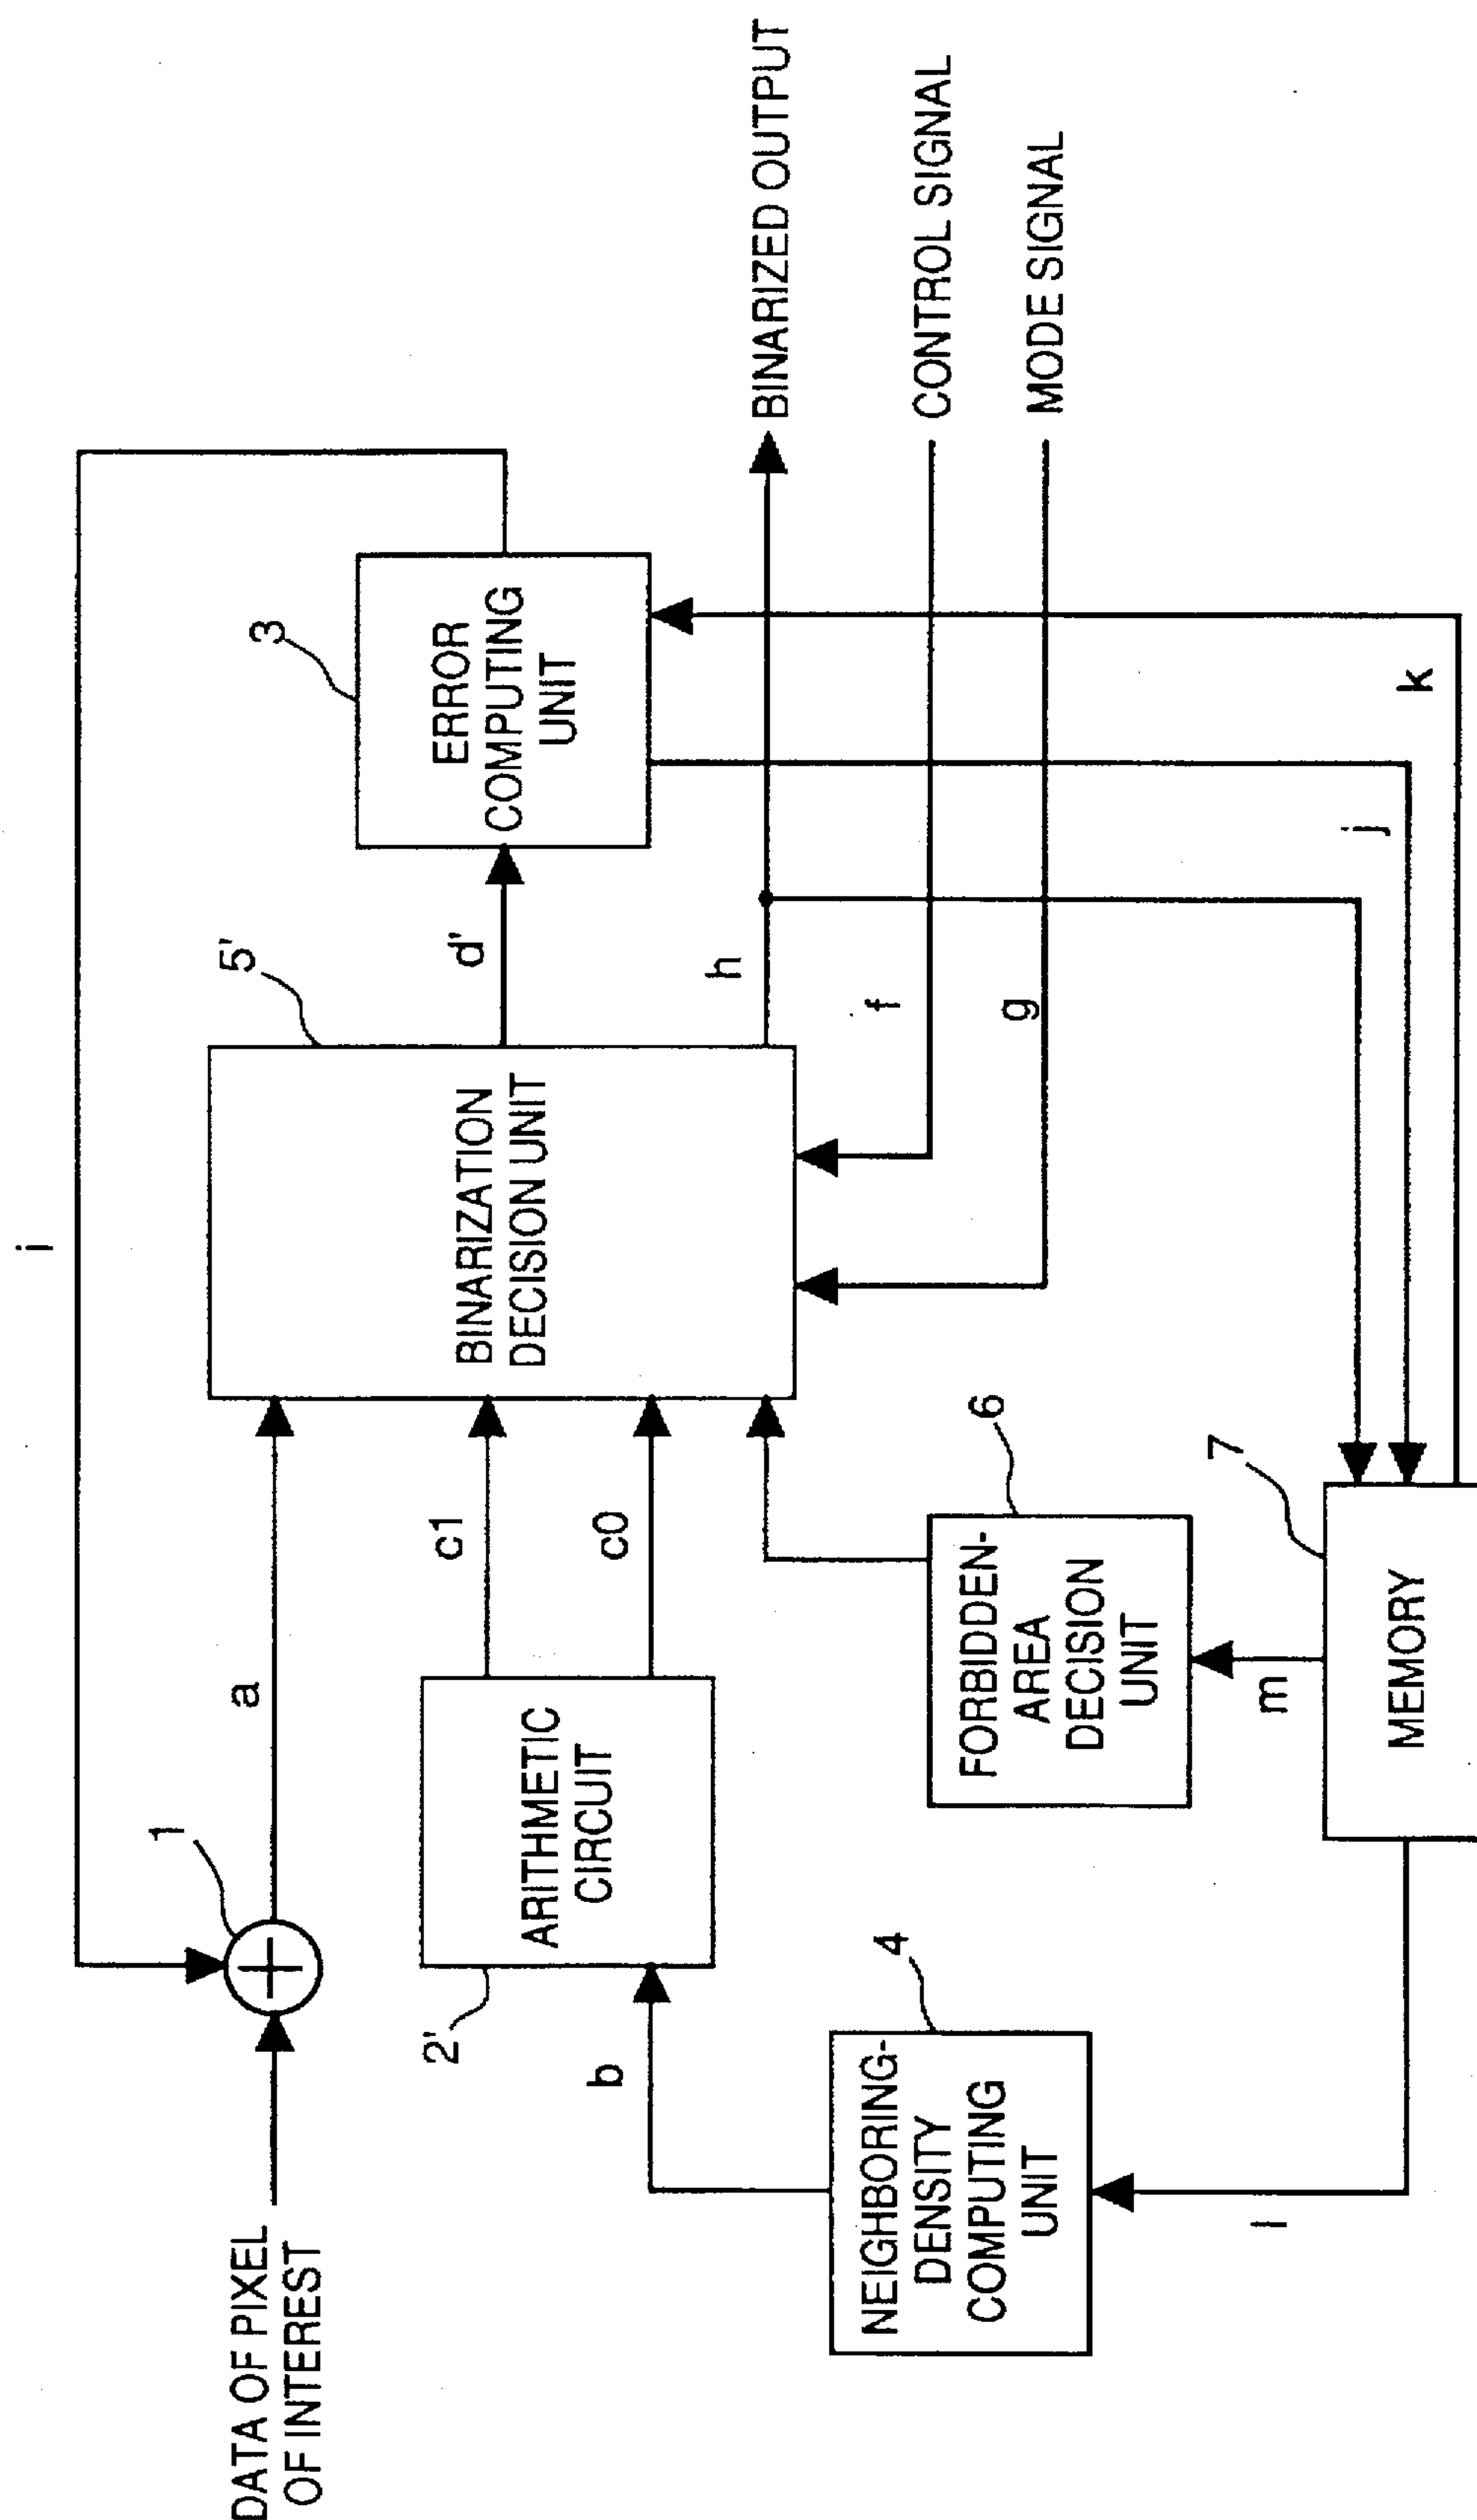 i
3
ERROR
COMPUTING
UNIT
5'
d'
BINARIZATION
DECISION UNIT
h
BINARIZED OUTPUT
f
CONTROL SIGNAL
g
MODE SIGNAL
j
k
1
a
DATA OF PIXEL
OF INTEREST
2'
ARITHMETIC
CIRCUIT
c1
c0
b
4
NEIGHBORING-
DENSITY
COMPUTING
UNIT
6
FORBIDDEN-
AREA
DECISION
UNIT
m
7
MEMORY
l